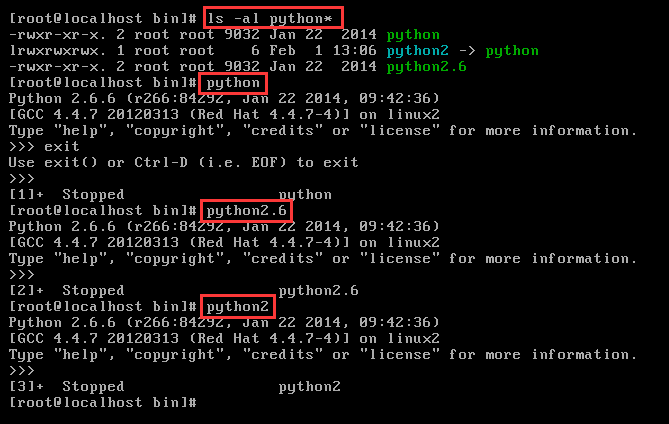 [root@localhost bin]# ls -al python*
-rwxr-xr-x. 2 root root 9032 Jan 22  2014 python
lrwxrwxrwx. 1 root root    6 Feb  1 13:06 python2 -> python
-rwxr-xr-x. 2 root root 9032 Jan 22  2014 python2.6
[root@localhost bin]# python
Python 2.6.6 (r266:84292, Jan 22 2014, 09:42:36)
[GCC 4.4.7 20120313 (Red Hat 4.4.7-4)] on linux2
Type "help", "copyright", "credits" or "license" for more information.
>>> exit
Use exit() or Ctrl-D (i.e. EOF) to exit
>>>
[1]+  Stopped                 python
[root@localhost bin]# python2.6
Python 2.6.6 (r266:84292, Jan 22 2014, 09:42:36)
[GCC 4.4.7 20120313 (Red Hat 4.4.7-4)] on linux2
Type "help", "copyright", "credits" or "license" for more information.
>>>
[2]+  Stopped                 python2.6
[root@localhost bin]# python2
Python 2.6.6 (r266:84292, Jan 22 2014, 09:42:36)
[GCC 4.4.7 20120313 (Red Hat 4.4.7-4)] on linux2
Type "help", "copyright", "credits" or "license" for more information.
>>>
[3]+  Stopped                 python2
[root@localhost bin]#